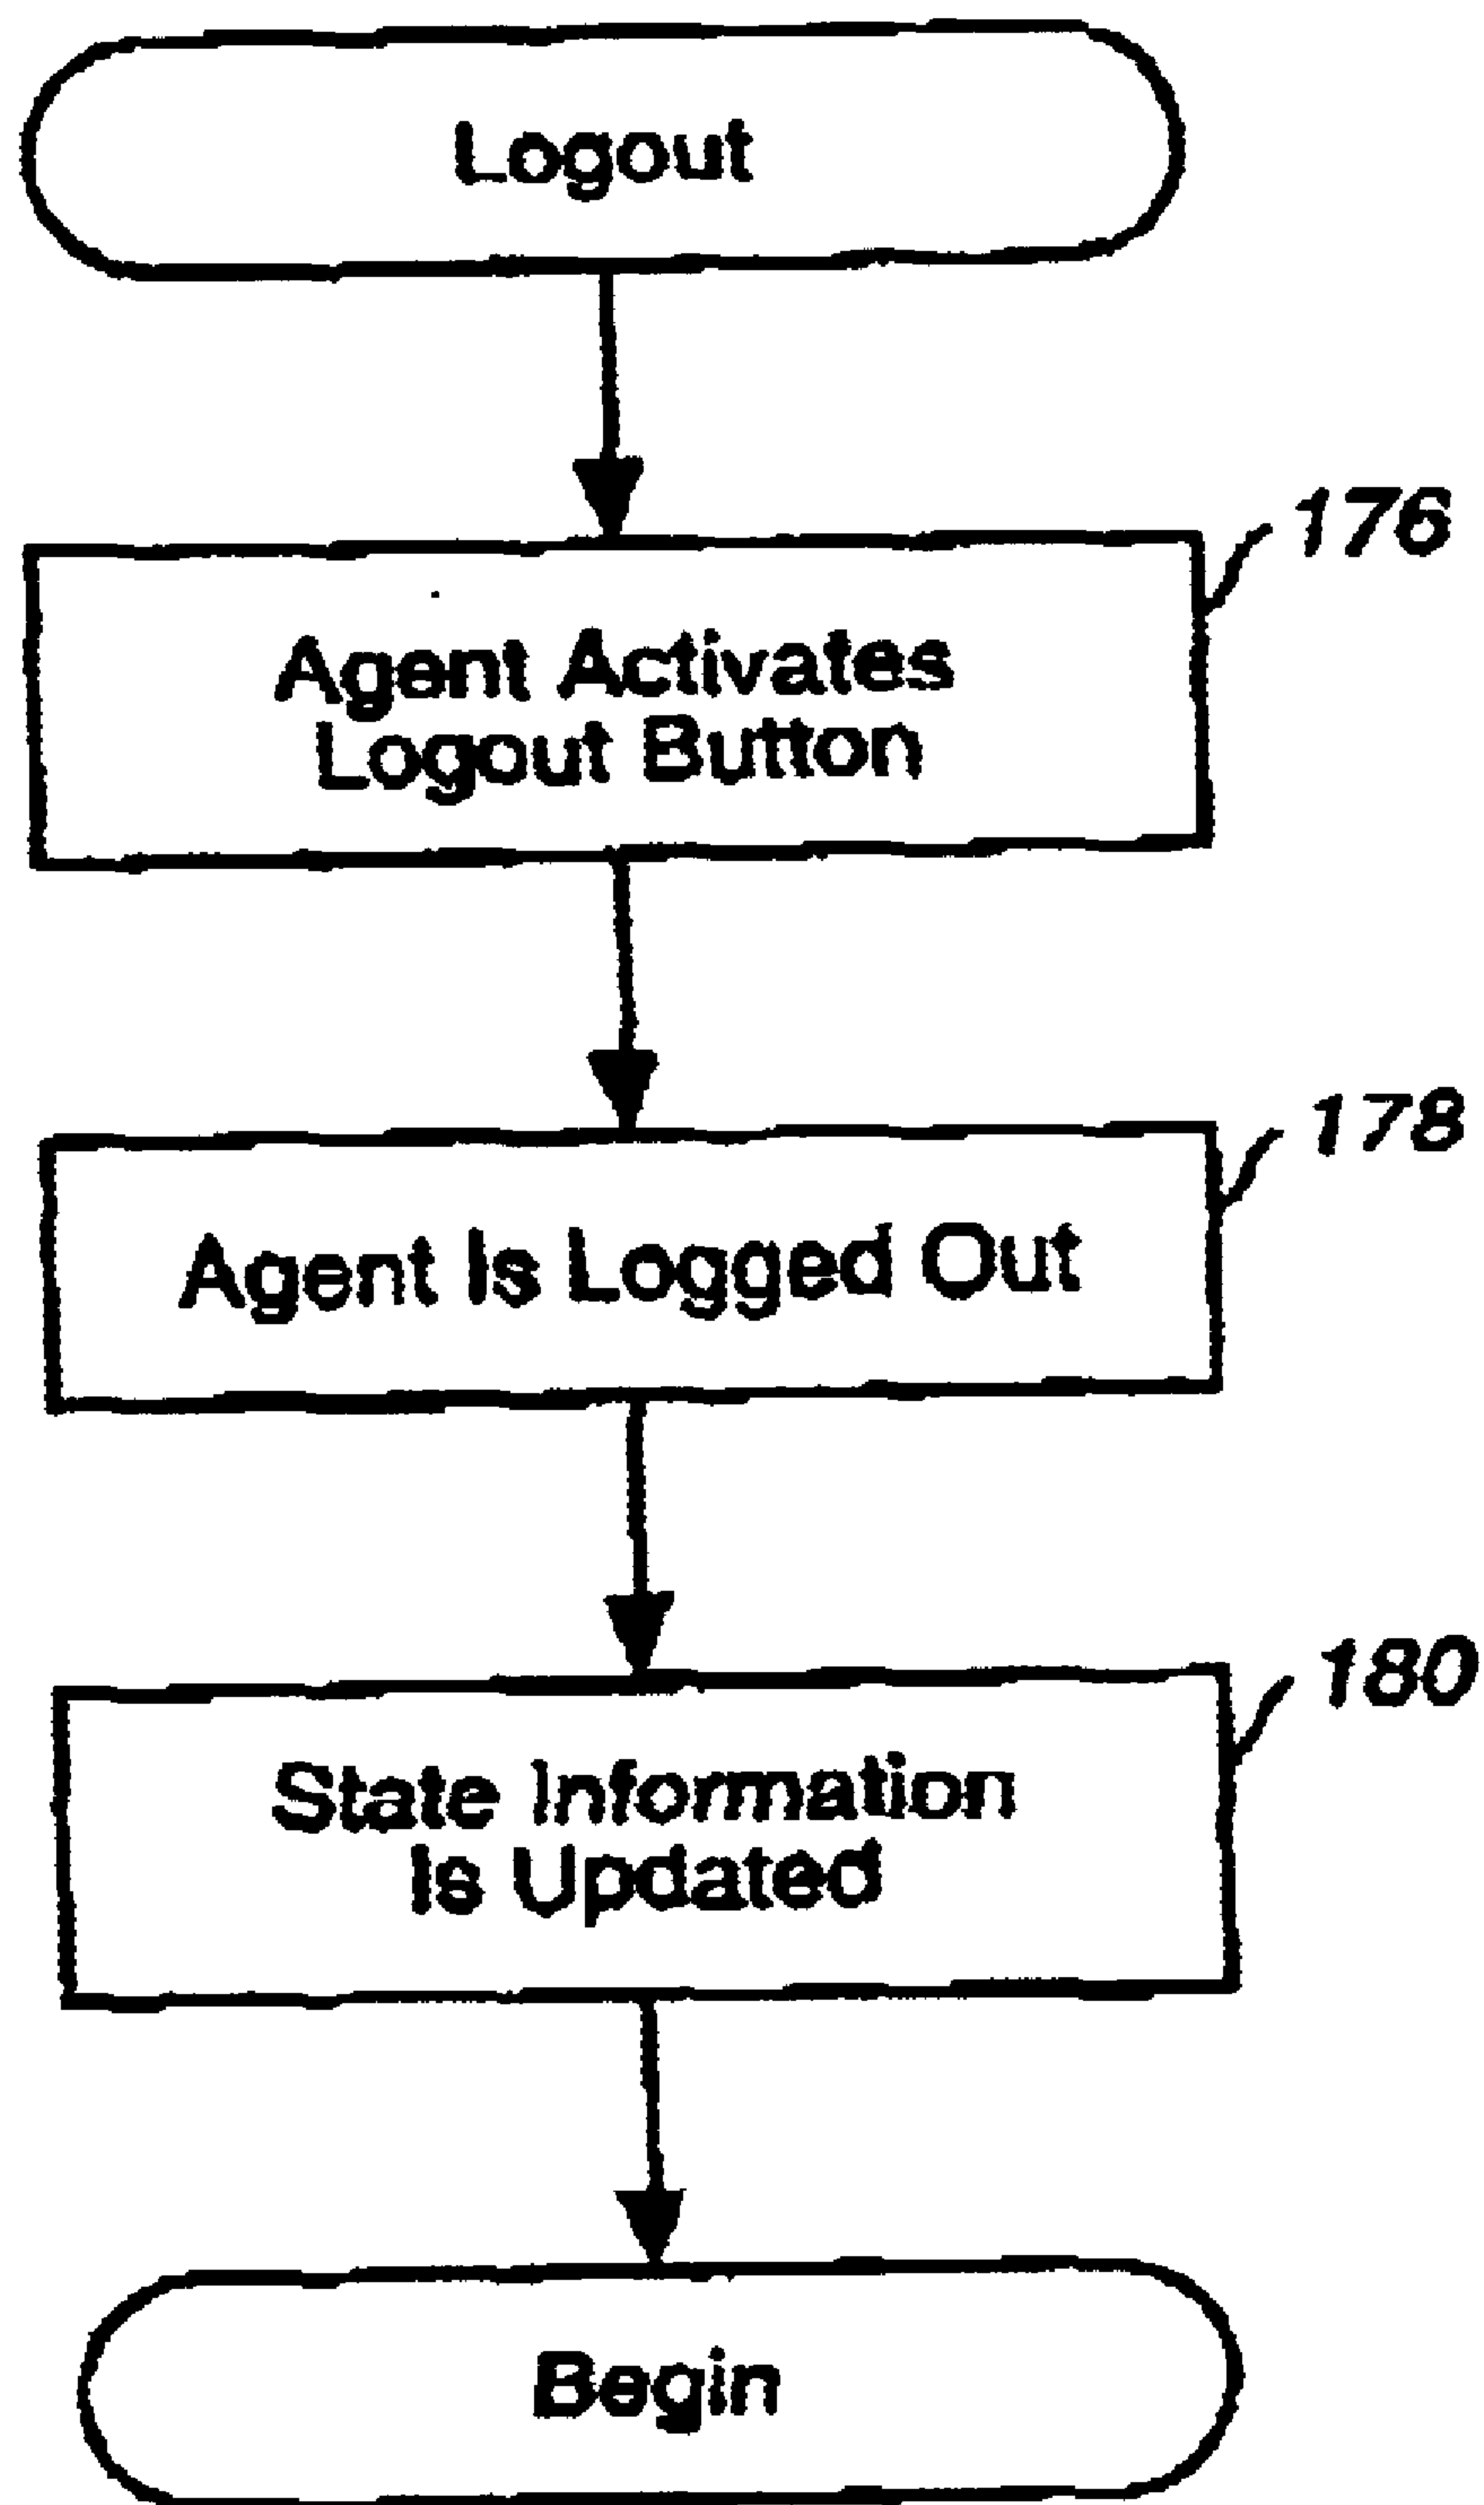 Logout
176
Agent Activates
Logout Button
178
Agent Is Logged Out
180
State Information
Is Updated
Begin